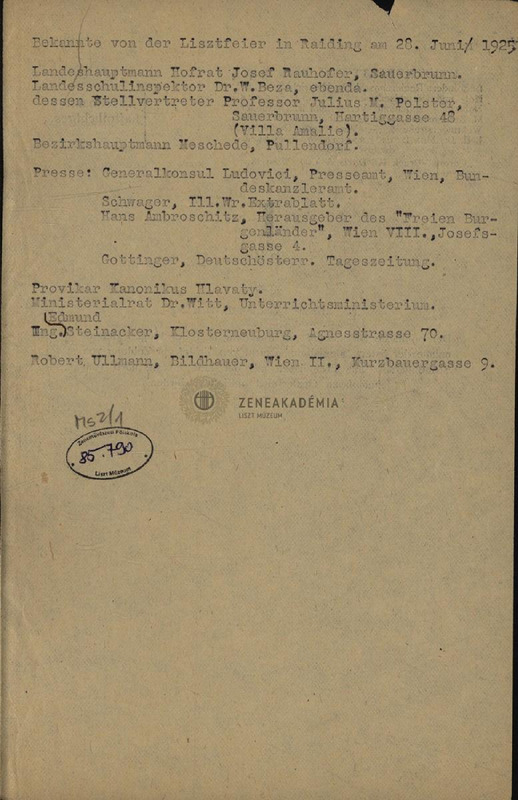 Bekannte von der Lisztfeier in Raiding am 28. Juni/ 1925
Landeshauptmann Hofrat Josef Rauhofer, Sauerbrunn.
Landesschulinspektor Dr.W.Beza, ebenda.
dessen Stellvertreter Professor Julius M. Polster,
Sauerbrunn, Hartiggasse 48
(Villa Amalie).
Bezirkshauptmann Meschede, Pullendorf.
Presse: Generalkonsul Ludovici, Presseamt, Wien, Bun-
deskanzleramt.
Schwager, Ill.Wr.Extrablatt.
Hans Ambroschitz, Herausgeber des "Freien Bur-
genländer", Wien VIII.,Josefs-
gasse 4.
Gottinger, Deutschösterr. Tageszeitung.
Provikar Kanonikus Hlavaty.
Ministerialrat Dr.Witt, Unterrichtsministerium.
Edmund
Steinacker, Klosterneuburg, Agnesstrasse 70.
Robert Ullmann, Bildhauer, Wien II., Kurzbauergasse 9.
ZENEAKADÉMIA
LISZT MÚZEUM
Ms2/1
Zeneművészeti Főiskola
85.790
Liszt Múzeum